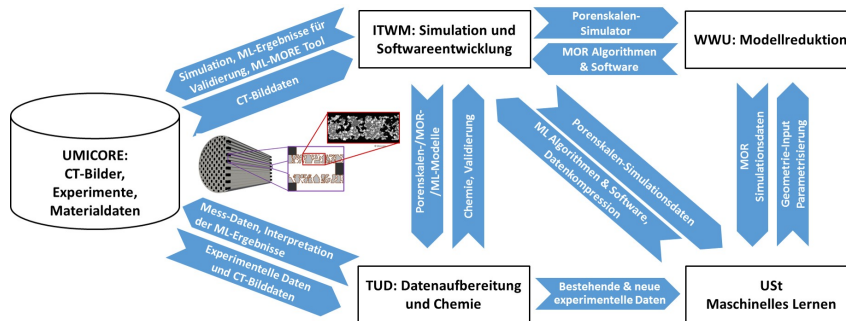 ITWM: Simulation und
Softwareentwicklung
Porenskalen-
Simulator
MOR Algorithmen
& Software
WWU: Modellreduktion
Simulation, ML-Ergebnisse für
Validierung, ML-MORE Tool
CT-Bilddaten
UMICORE:
CT-Bilder,
Experimente,
Materialdaten
Porenskalen-/MOR-
/ML-Modelle
Chemie, Validierung
Porenskalen-Simulationsdaten
ML Algorithmen & Software,
Datenkompression
MOR
Simulationsdaten
Geometrie-Input
Parametrisierung
Mess-Daten, Interpretation
der ML-Ergebnisse
Experimentelle Daten
und CT-Bilddaten
TUD: Datenaufbereitung
und Chemie
Bestehende & neue
experimentelle Daten
USt
Maschinelles Lernen